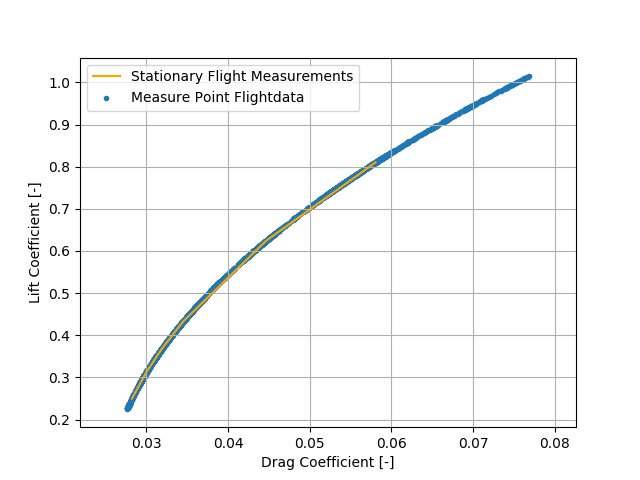 Stationary Flight Measurements
Measure Point Flightdata
1.0
0.9
0.8
0.7
0.6
0.5
0.4
0.3
0.2
Lift Coefficient [-]
0.03 0.04 0.05 0.06 0.07 0.08
Drag Coefficient [-]